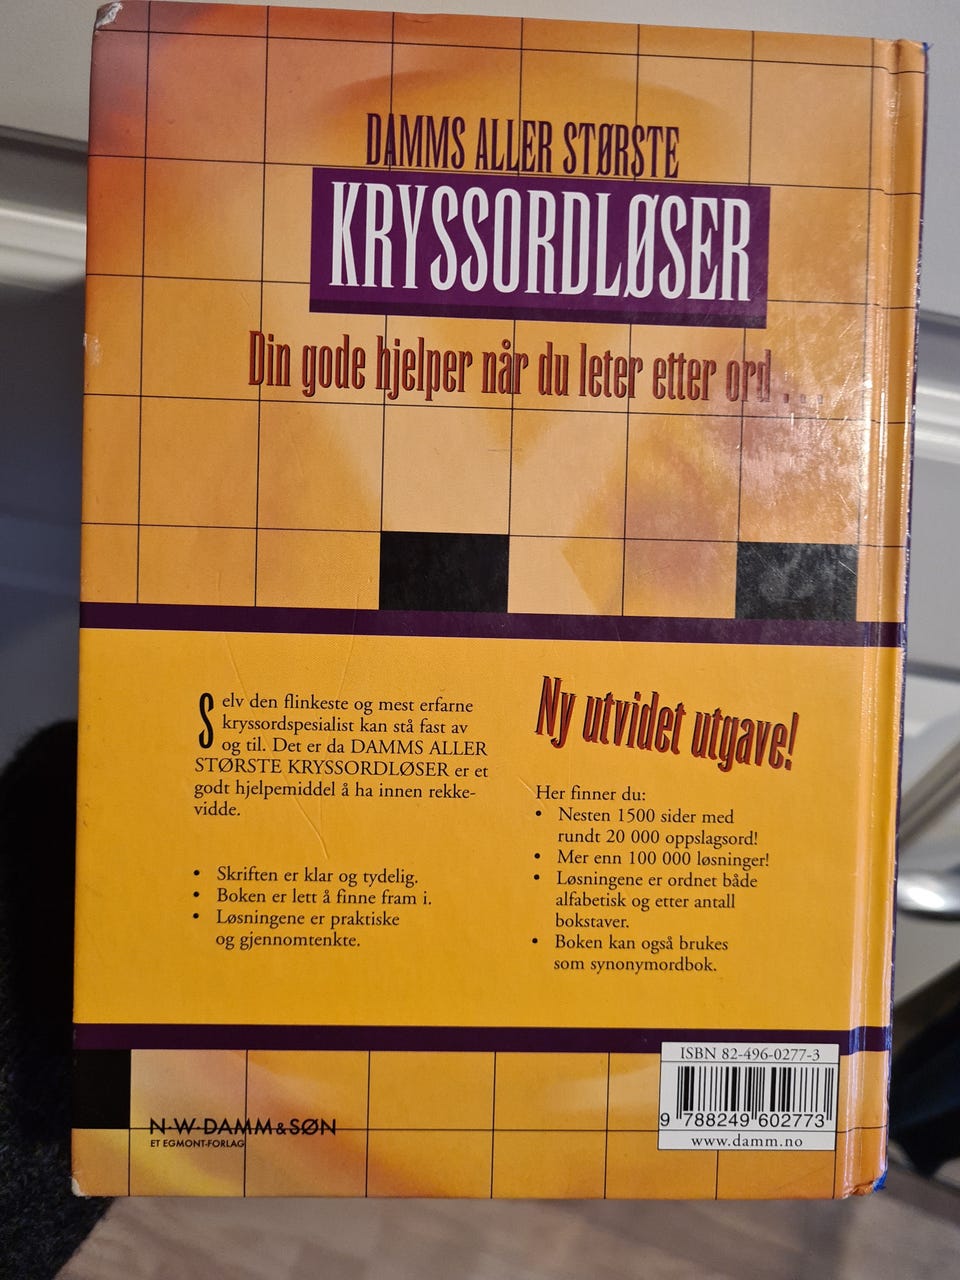 DAMMS ALLER STØRSTE
KRYSSORDLØSER
Din gode hjelper når du leter etter ord . . .
Selv den flinkeste og mest erfarne
kryssordspesialist kan stå fast av
og til. Det er da DAMMS ALLER
STØRSTE KRYSSORDLØSER er et
godt hjelpemiddel å ha innen rekke-
vidde.
• Skriften er klar og tydelig.
• Boken er lett å finne fram i.
• Løsningene er praktiske
og gjennomtenkte.
Ny utvidet utgave!
Her finner du:
• Nesten 1500 sider med
rundt 20 000 oppslagsord!
• Mer enn 100 000 løsninger!
• Løsningene er ordnet både
alfabetisk og etter antall
bokstaver.
• Boken kan også brukes
som synonymordbok.
N·W·DAMM & SØN
ET EGMONT-FORLAG
ISBN 82-496-0277-3
9 788249 602773
www.damm.no